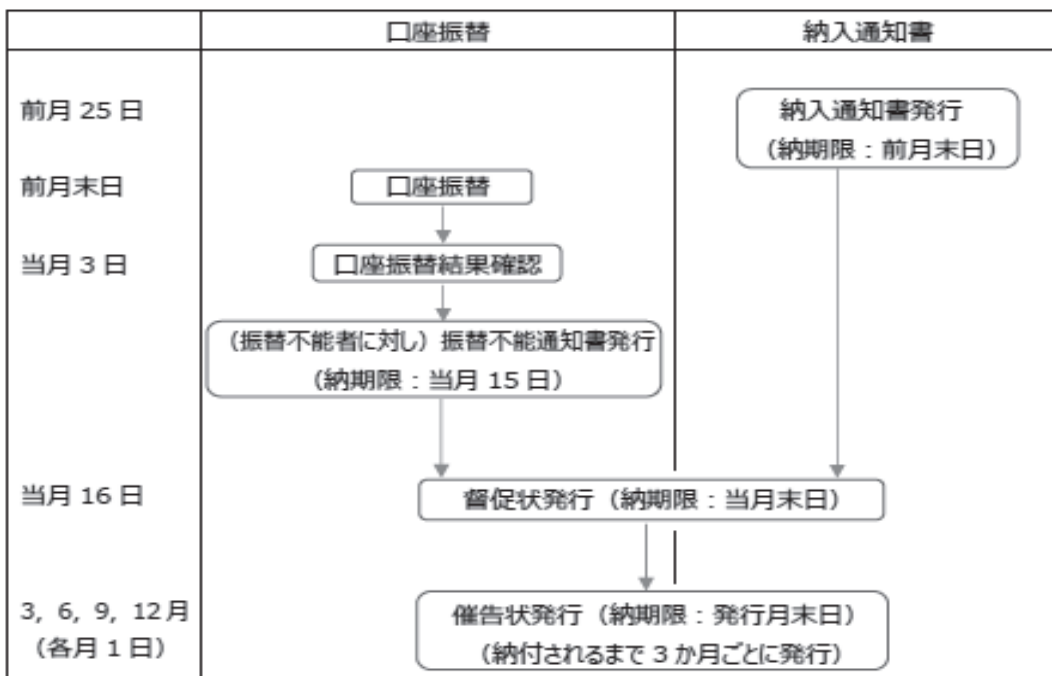 口座振替
納入通知書
前月 25 日
納入通知書発行
（納期限：前月末日）
前月末日
口座振替
当月 3 日
口座振替結果確認
（振替不能者に対し）振替不能通知書発行
（納期限：当月 15 日）
当月 16 日
督促状発行（納期限：当月末日）
3, 6, 9, 12月
（各月 1 日）
催告状発行（納期限：発行月末日）
（納付されるまで 3 か月ごとに発行）